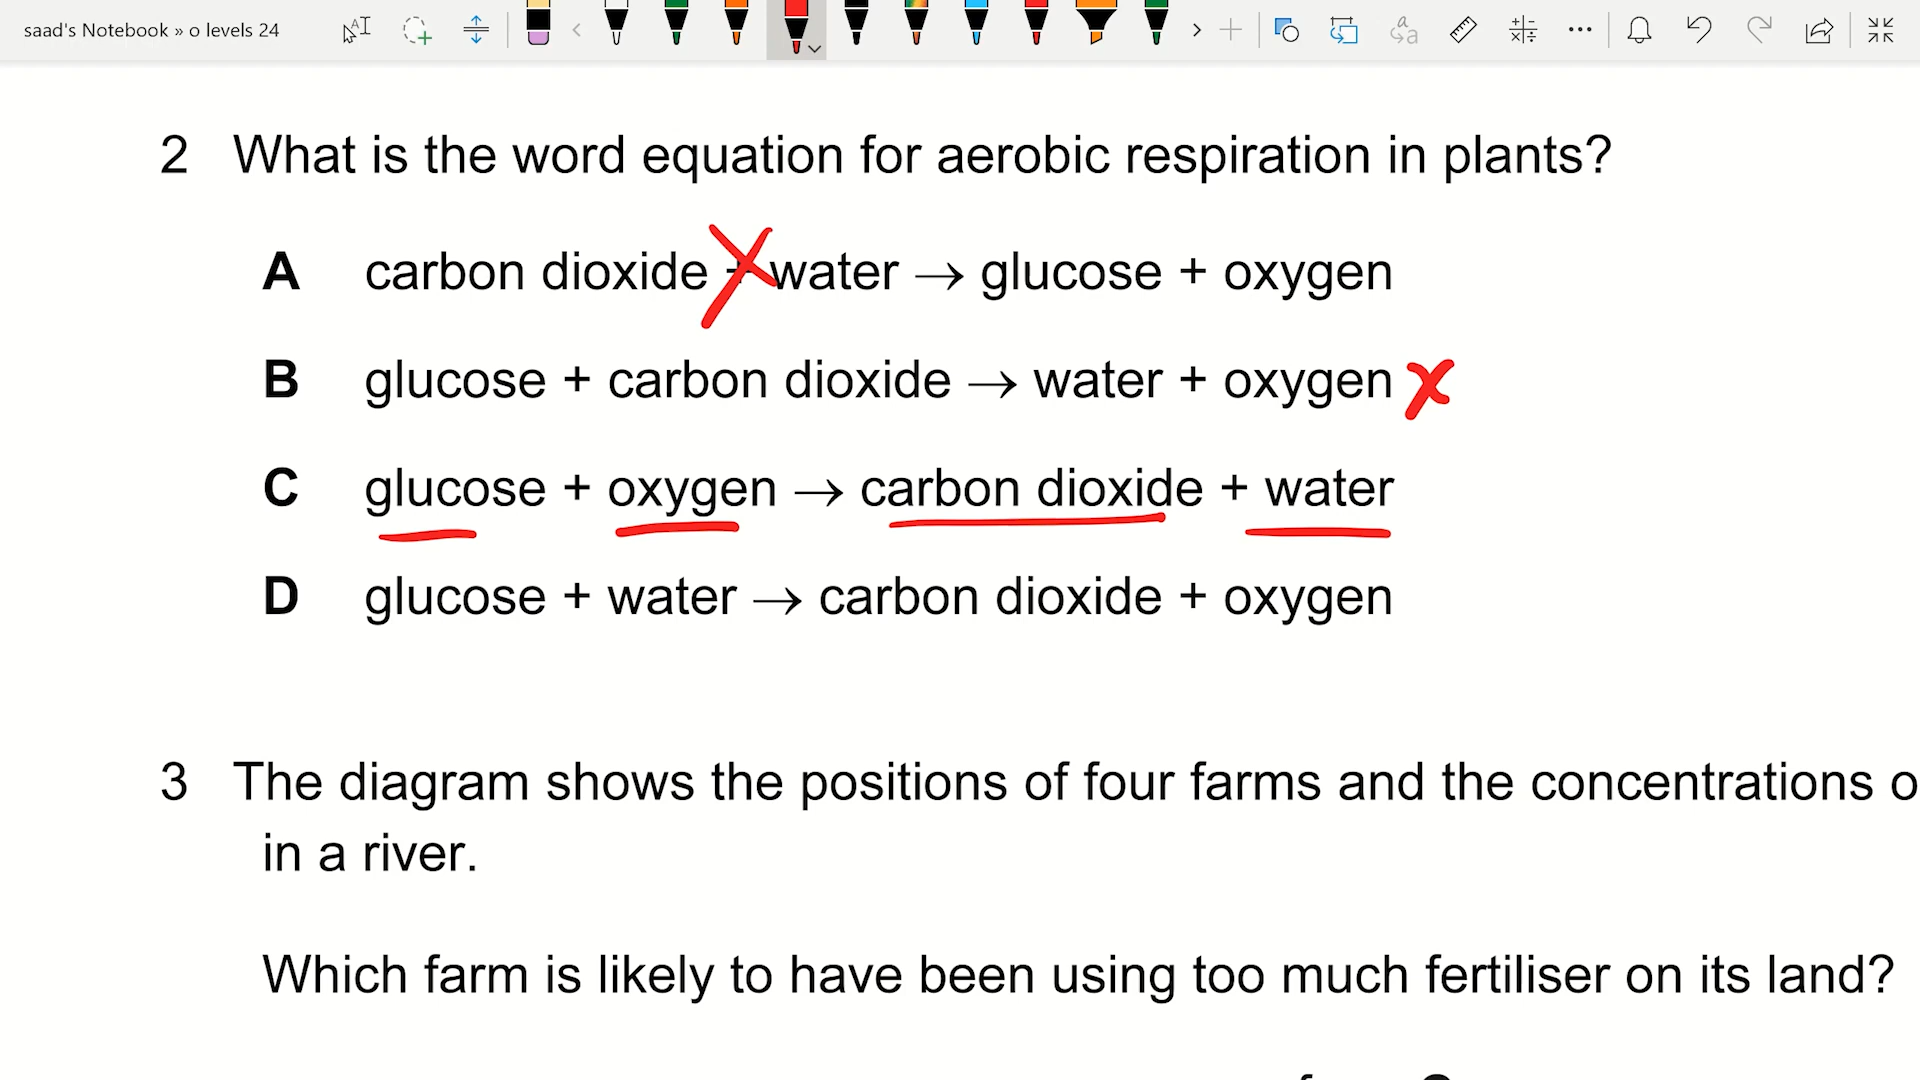 saad's Notebook » o levels 24
2 What is the word equation for aerobic respiration in plants?
A carbon dioxide + water → glucose + oxygen
B glucose + carbon dioxide → water + oxygen
C glucose + oxygen → carbon dioxide + water
D glucose + water → carbon dioxide + oxygen
3 The diagram shows the positions of four farms and the concentrations o
in a river.
Which farm is likely to have been using too much fertiliser on its land?